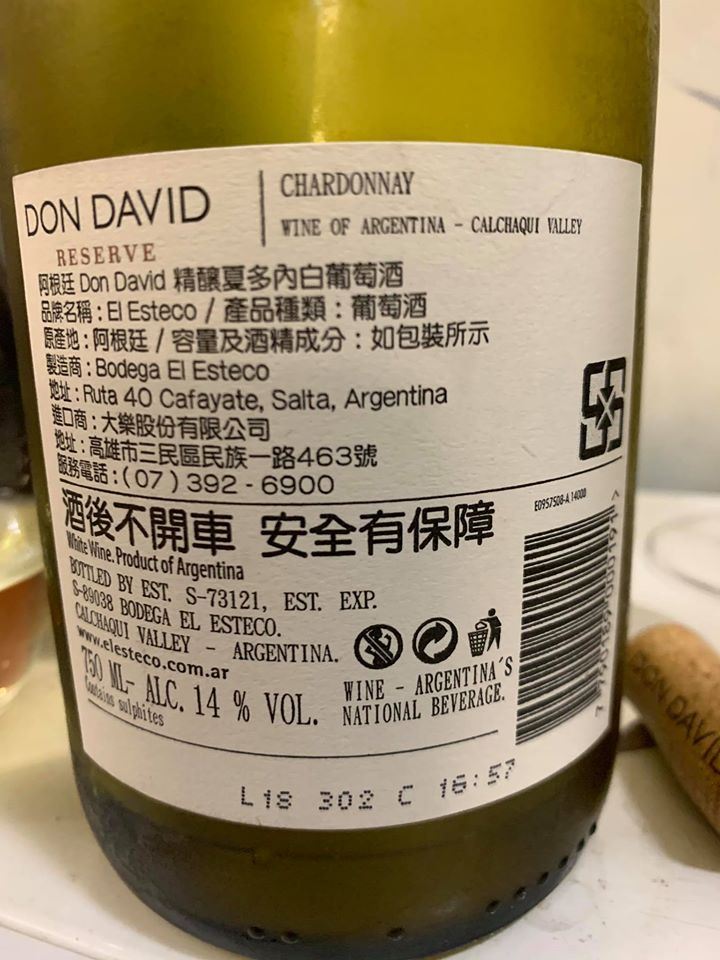 DON DAVID
RESERVE
CHARDONNAY
WINE OF ARGENTINA - CALCHAQUI VALLEY
阿根廷 Don David 精釀夏多內白葡萄酒
品牌名稱：El Esteco / 產品種類：葡萄酒
原產地：阿根廷 / 容量及酒精成分：如包裝所示
製造商：Bodega El Esteco
地址：Ruta 40 Cafayate, Salta, Argentina
進口商：大樂股份有限公司
地址：高雄市三民區民族一路463號
服務電話：(07) 392-6900
酒後不開車 安全有保障
White Wine. Product of Argentina
BOTTLED BY EST. S-73121, EST. EXP.
S-89038 BODEGA EL ESTECO.
CALCHAQUI VALLEY - ARGENTINA.
www.elesteco.com.ar
750 ML- ALC. 14 % VOL.
Contains sulphites
WINE - ARGENTINA´S
NATIONAL BEVERAGE.
E0957508-A 14000
L18 302 C 16:57
DON DAVID